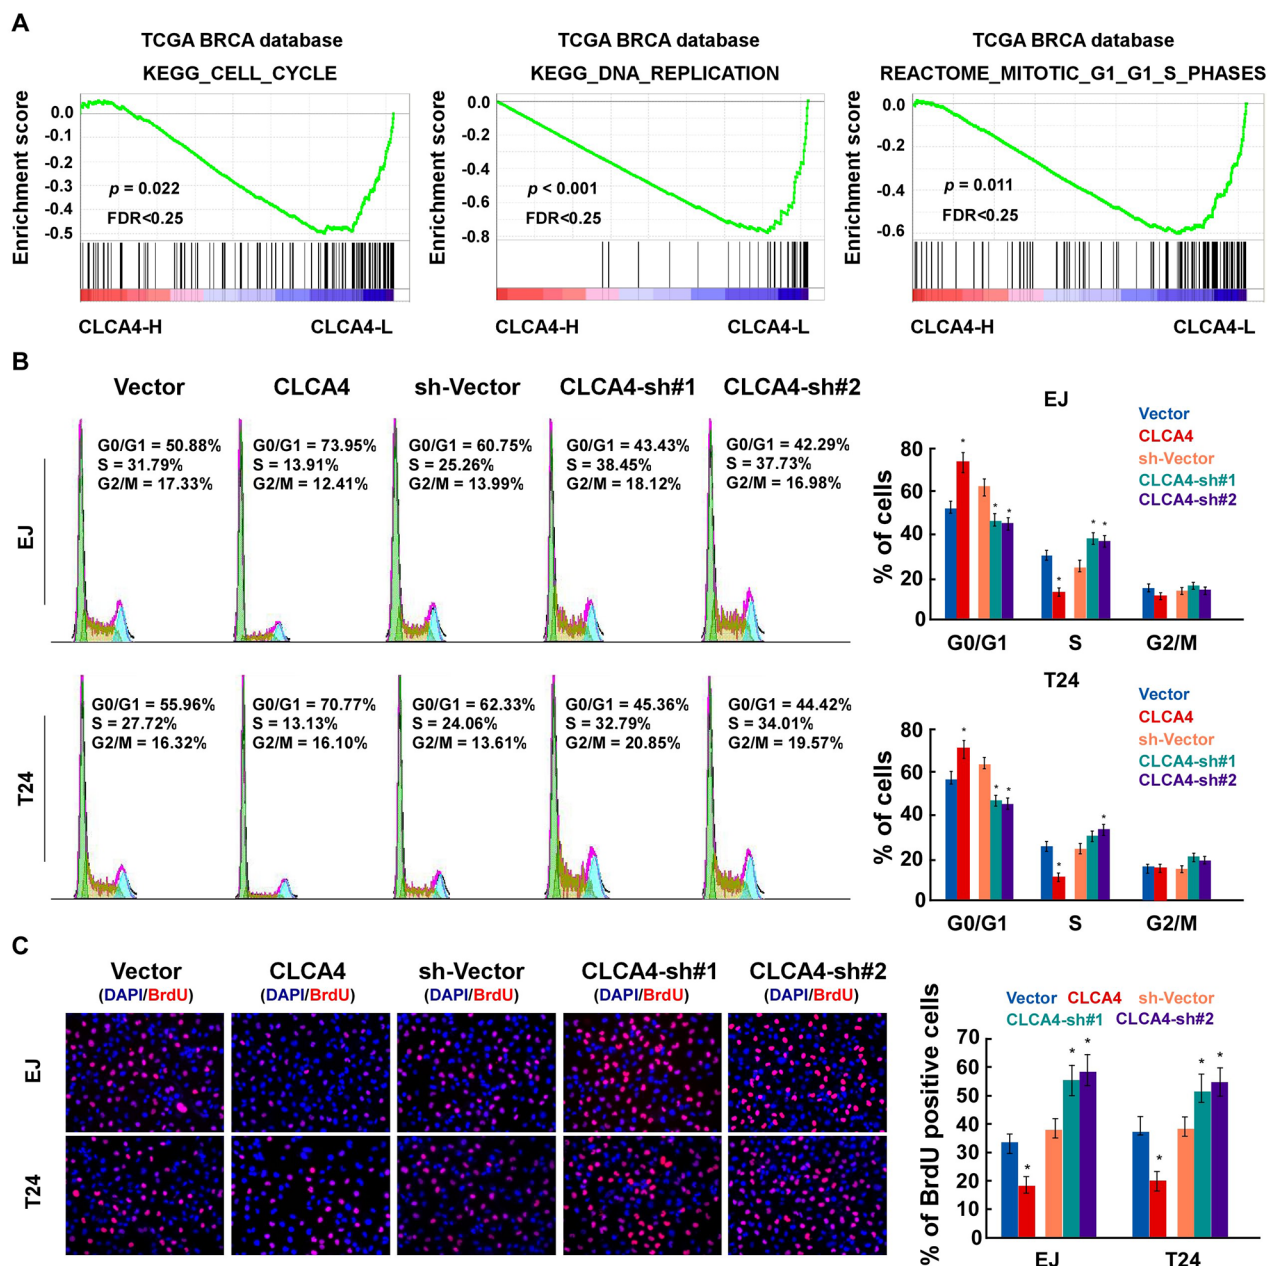 A
TCGA BRCA database
KEGG_CELL_CYCLE
Enrichment score
0.0
-0.1
-0.2
-0.3
-0.4
-0.5
p = 0.022
FDR<0.25
CLCA4-H
CLCA4-L
TCGA BRCA database
KEGG_DNA_REPLICATION
Enrichment score
0.0
-0.2
-0.4
-0.6
-0.8
p < 0.001
FDR<0.25
CLCA4-H
CLCA4-L
TCGA BRCA database
REACTOME_MITOTIC_G1_G1_S_PHASES
Enrichment score
0.0
-0.2
-0.4
-0.6
p = 0.011
FDR<0.25
CLCA4-H
CLCA4-L
B
Vector
CLCA4
sh-Vector
CLCA4-sh#1
CLCA4-sh#2
EJ
G0/G1 = 50.88%
S = 31.79%
G2/M = 17.33%
G0/G1 = 73.95%
S = 13.91%
G2/M = 12.41%
G0/G1 = 60.75%
S = 25.26%
G2/M = 13.99%
G0/G1 = 43.43%
S = 38.45%
G2/M = 18.12%
G0/G1 = 42.29%
S = 37.73%
G2/M = 16.98%
T24
G0/G1 = 55.96%
S = 27.72%
G2/M = 16.32%
G0/G1 = 70.77%
S = 13.13%
G2/M = 16.10%
G0/G1 = 62.33%
S = 24.06%
G2/M = 13.61%
G0/G1 = 45.36%
S = 32.79%
G2/M = 20.85%
G0/G1 = 44.42%
S = 34.01%
G2/M = 19.57%
EJ
Vector
CLCA4
sh-Vector
CLCA4-sh#1
CLCA4-sh#2
% of cells
80
60
40
20
0
* * * * * *
G0/G1
S
G2/M
T24
Vector
CLCA4
sh-Vector
CLCA4-sh#1
CLCA4-sh#2
% of cells
80
60
40
20
0
* * * * *
G0/G1
S
G2/M
C
Vector
(DAPI/BrdU)
CLCA4
(DAPI/BrdU)
sh-Vector
(DAPI/BrdU)
CLCA4-sh#1
(DAPI/BrdU)
CLCA4-sh#2
(DAPI/BrdU)
EJ
T24
% of BrdU positive cells
Vector CLCA4 sh-Vector
CLCA4-sh#1 CLCA4-sh#2
70
60
50
40
30
20
10
0
* * * * * *
EJ
T24